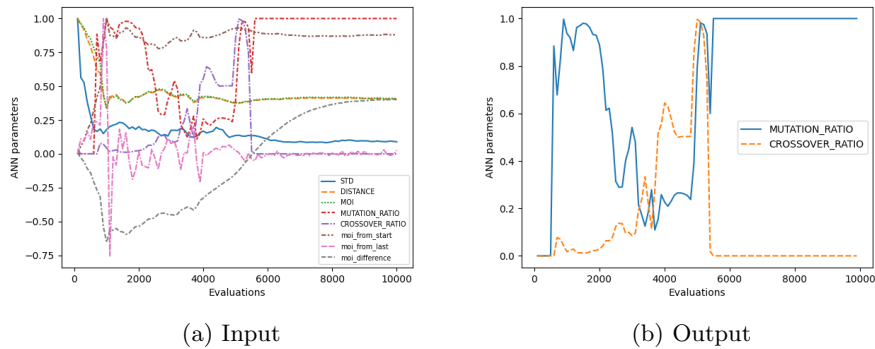 1.00
0.75
0.50
0.25
0.00
−0.25
−0.50
−0.75
ANN parameters
0 2000 4000 6000 8000 10000
Evaluations
STD
DISTANCE
MOI
MUTATION_RATIO
CROSSOVER_RATIO
moi_from_start
moi_from_last
moi_difference
(a) Input
1.0
0.8
0.6
0.4
0.2
0.0
ANN parameters
0 2000 4000 6000 8000 10000
Evaluations
MUTATION_RATIO
CROSSOVER_RATIO
(b) Output